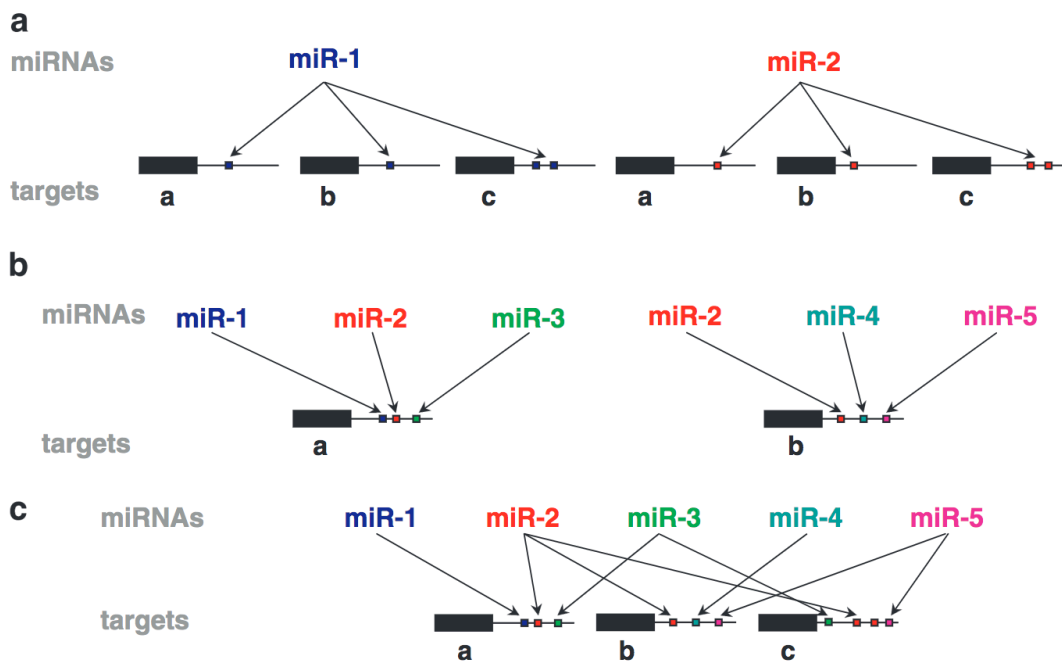 a
miRNAs miR-1 miR-2
targets a b c a b c
b
miRNAs miR-1 miR-2 miR-3 miR-2 miR-4 miR-5
targets a b
c
miRNAs miR-1 miR-2 miR-3 miR-4 miR-5
targets a b c